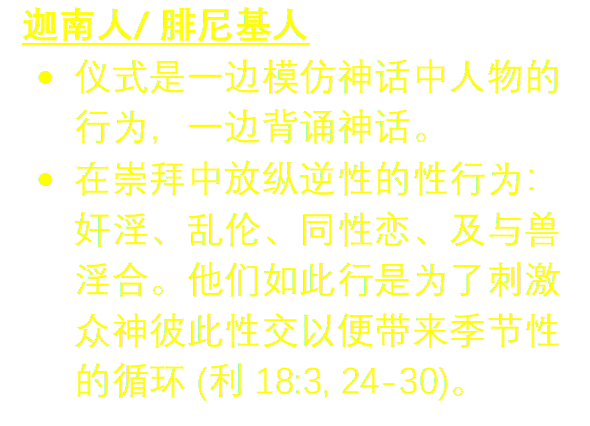 迦南人/ 腓尼基人
• 仪式是一边模仿神话中人物的
行为，一边背诵神话。
• 在崇拜中放纵逆性的性行为：
奸淫、乱伦、同性恋、及与兽
淫合。他们如此行是为了刺激
众神彼此性交以便带来季节性
的循环 (利 18:3, 24-30)。